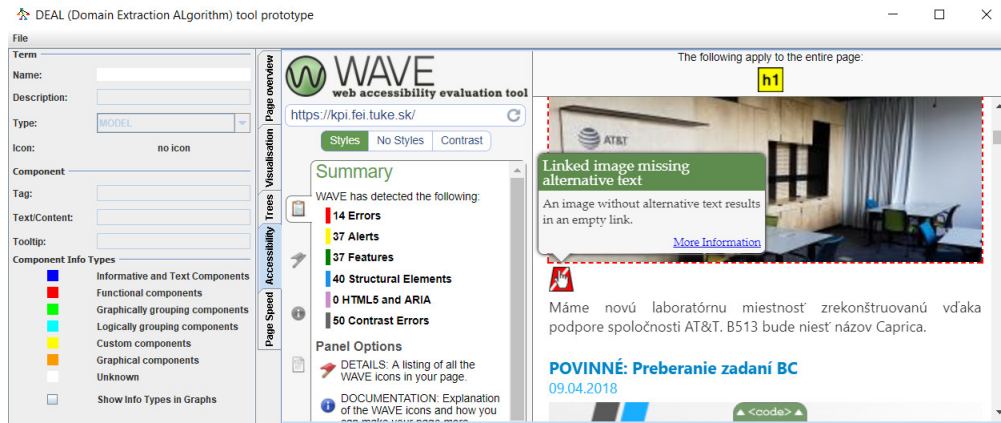 DEAL (Domain Extraction ALgorithm) tool prototype
File
Term
Name:
Description:
Type:
MODEL
Icon:
no icon
Component
Tag:
Text/Content:
Tooltip:
Component Info Types
Informative and Text Components
Functional components
Graphically grouping components
Logically grouping components
Custom components
Graphical components
Unknown
Show Info Types in Graphs
Page overview
Visualisation
Trees
Accessibility
Page Speed
WAVE
web accessibility evaluation tool
https://kpi.fei.tuke.sk/
Styles
No Styles
Contrast
Summary
WAVE has detected the following:
14 Errors
37 Alerts
37 Features
40 Structural Elements
0 HTML5 and ARIA
50 Contrast Errors
Panel Options
DETAILS: A listing of all the
WAVE icons in your page.
DOCUMENTATION: Explanation
of the WAVE icons and how you
can make your page more
The following apply to the entire page:
h1
AT&T
Linked image missing
alternative text
An image without alternative text results
in an empty link.
More Information
Máme novú laboratórnu miestnosť zrekonštruovanú vďaka
podpore spoločnosti AT&T. B513 bude niesť názov Caprica.
POVINNÉ: Preberanie zadaní BC
09.04.2018
<code>